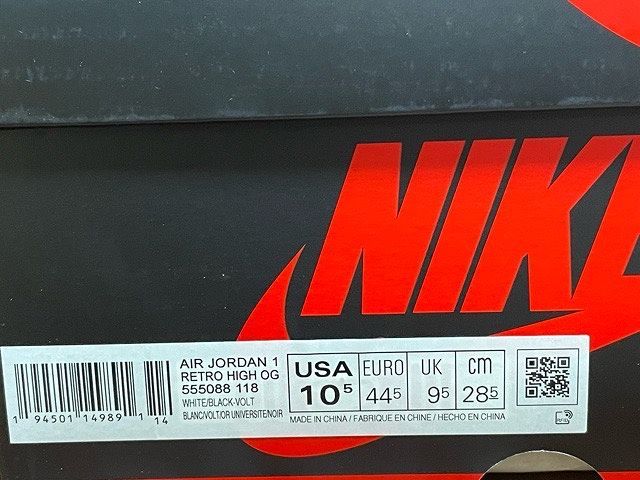 NIKE
AIR JORDAN 1
RETRO HIGH OG
555088 118
WHITE/BLACK-VOLT
BLANC/VOLT/OR UNIVERSITE/NOIR
1 94501 14989 1
14
USA EURO UK cm
10⁵ 44⁵ 9⁵ 28⁵
MADE IN CHINA / FABRIQUE EN CHINE / HECHO EN CHINA